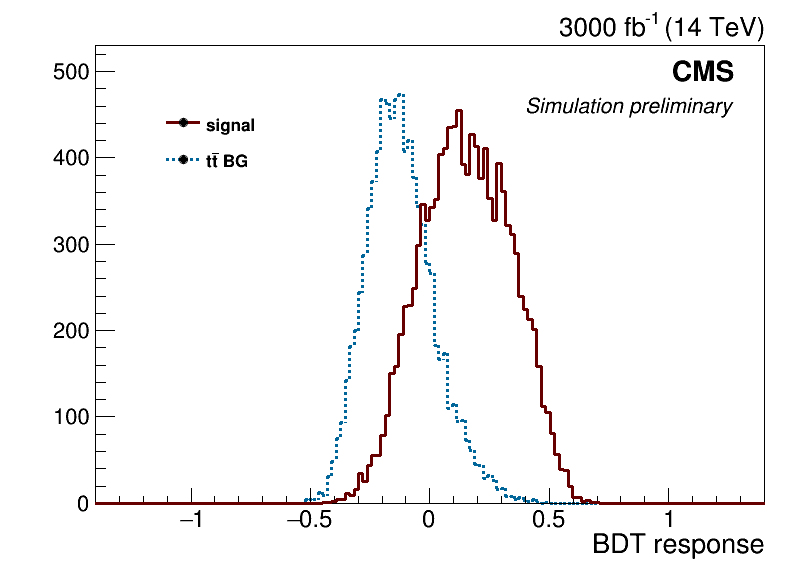 3000 fb⁻¹ (14 TeV)
CMS
Simulation preliminary
signal
tt̄ BG
500
400
300
200
100
0
−1
−0.5
0
0.5
1
BDT response